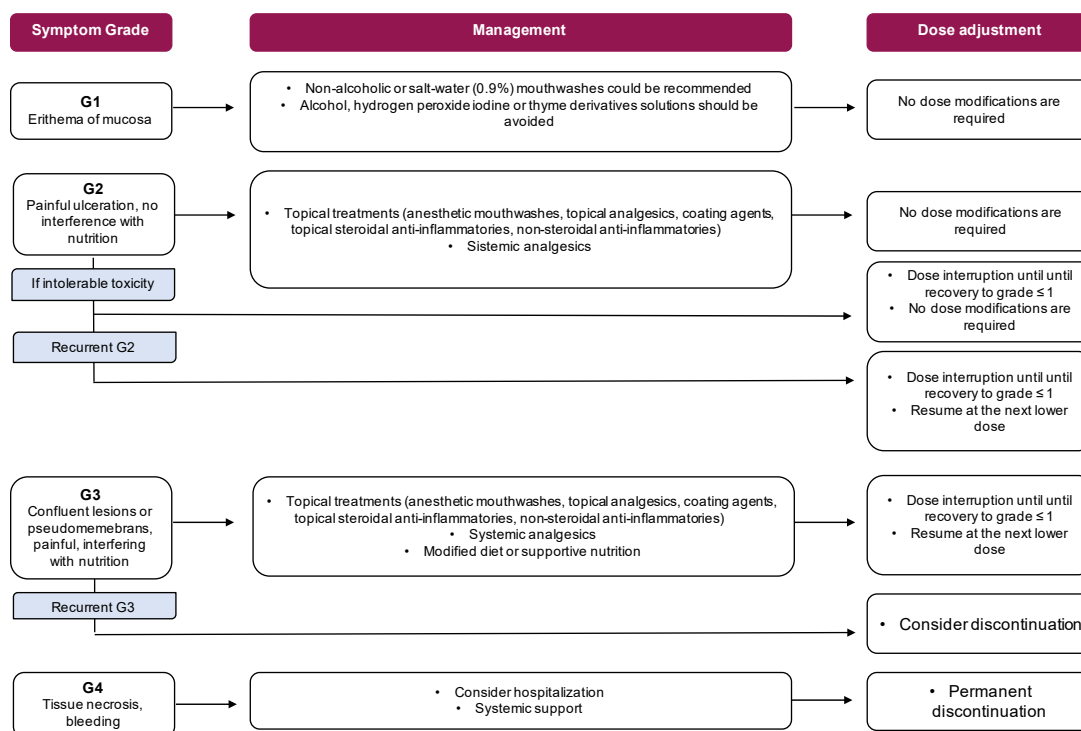 Symptom Grade
Management
Dose adjustment
G1
Erithema of mucosa
• Non-alcoholic or salt-water (0.9%) mouthwashes could be recommended
• Alcohol, hydrogen peroxide iodine or thyme derivatives solutions should be
avoided
No dose modifications are
required
G2
Painful ulceration, no
interference with
nutrition
• Topical treatments (anesthetic mouthwashes, topical analgesics, coating agents,
topical steroidal anti-inflammatories, non-steroidal anti-inflammatories)
• Sistemic analgesics
No dose modifications are
required
If intolerable toxicity
• Dose interruption until until
recovery to grade ≤ 1
• No dose modifications are
required
Recurrent G2
• Dose interruption until until
recovery to grade ≤ 1
• Resume at the next lower
dose
G3
Confluent lesions or
pseudomemebrans,
painful, interfering
with nutrition
• Topical treatments (anesthetic mouthwashes, topical analgesics, coating agents,
topical steroidal anti-inflammatories, non-steroidal anti-inflammatories)
• Systemic analgesics
• Modified diet or supportive nutrition
• Dose interruption until until
recovery to grade ≤ 1
• Resume at the next lower
dose
Recurrent G3
• Consider discontinuation
G4
Tissue necrosis,
bleeding
• Consider hospitalization
• Systemic support
• Permanent
discontinuation